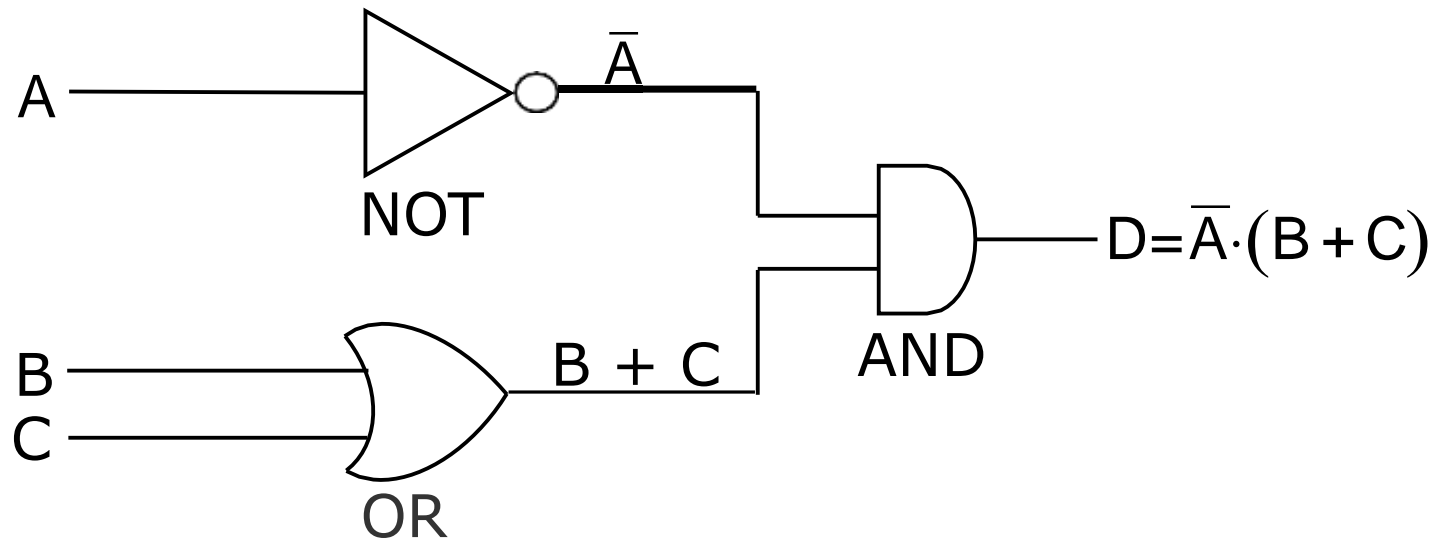 A
A̅
NOT
D=A̅·(B + C)
AND
B
B + C
C
OR